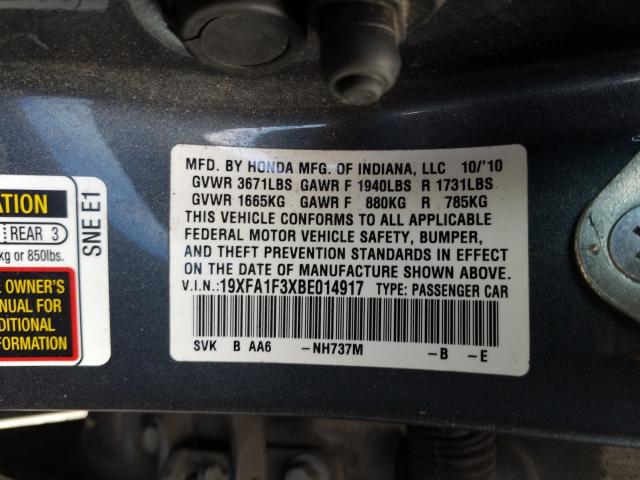 MFD. BY HONDA MFG. OF INDIANA, LLC 10/'10
GVWR 3671LBS GAWR F 1940LBS R 1731LBS
GVWR 1665KG GAWR F 880KG R 785KG
THIS VEHICLE CONFORMS TO ALL APPLICABLE
FEDERAL MOTOR VEHICLE SAFETY, BUMPER,
AND THEFT PREVENTION STANDARDS IN EFFECT
ON THE DATE OF MANUFACTURE SHOWN ABOVE.
V.I.N.:19XFA1F3XBE014917 TYPE: PASSENGER CAR
SVK B AA6 -NH737M -B -E
SNE E1
ATION
REAR 3
kg or 850lbs.
OWNER'S
MANUAL FOR
DITIONAL
FORMATION